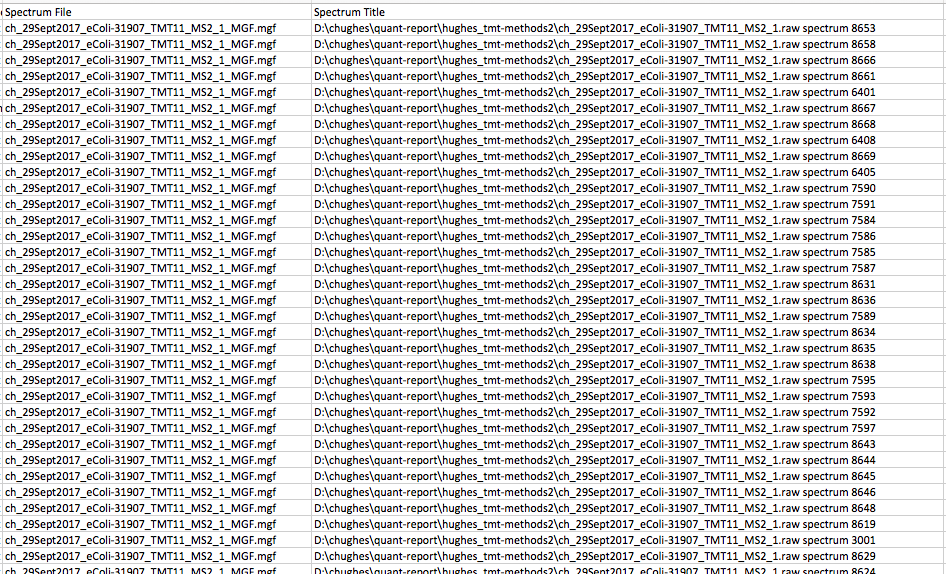 Spectrum File Spectrum Title
ch_29Sept2017_eColi-31907_TMT11_MS2_1_MGF.mgf D:\chughes\quant-report\hughes_tmt-methods2\ch_29Sept2017_eColi-31907_TMT11_MS2_1.raw spectrum 8653
ch_29Sept2017_eColi-31907_TMT11_MS2_1_MGF.mgf D:\chughes\quant-report\hughes_tmt-methods2\ch_29Sept2017_eColi-31907_TMT11_MS2_1.raw spectrum 8658
ch_29Sept2017_eColi-31907_TMT11_MS2_1_MGF.mgf D:\chughes\quant-report\hughes_tmt-methods2\ch_29Sept2017_eColi-31907_TMT11_MS2_1.raw spectrum 8666
ch_29Sept2017_eColi-31907_TMT11_MS2_1_MGF.mgf D:\chughes\quant-report\hughes_tmt-methods2\ch_29Sept2017_eColi-31907_TMT11_MS2_1.raw spectrum 8661
ch_29Sept2017_eColi-31907_TMT11_MS2_1_MGF.mgf D:\chughes\quant-report\hughes_tmt-methods2\ch_29Sept2017_eColi-31907_TMT11_MS2_1.raw spectrum 6401
ch_29Sept2017_eColi-31907_TMT11_MS2_1_MGF.mgf D:\chughes\quant-report\hughes_tmt-methods2\ch_29Sept2017_eColi-31907_TMT11_MS2_1.raw spectrum 8667
ch_29Sept2017_eColi-31907_TMT11_MS2_1_MGF.mgf D:\chughes\quant-report\hughes_tmt-methods2\ch_29Sept2017_eColi-31907_TMT11_MS2_1.raw spectrum 8668
ch_29Sept2017_eColi-31907_TMT11_MS2_1_MGF.mgf D:\chughes\quant-report\hughes_tmt-methods2\ch_29Sept2017_eColi-31907_TMT11_MS2_1.raw spectrum 6408
ch_29Sept2017_eColi-31907_TMT11_MS2_1_MGF.mgf D:\chughes\quant-report\hughes_tmt-methods2\ch_29Sept2017_eColi-31907_TMT11_MS2_1.raw spectrum 8669
ch_29Sept2017_eColi-31907_TMT11_MS2_1_MGF.mgf D:\chughes\quant-report\hughes_tmt-methods2\ch_29Sept2017_eColi-31907_TMT11_MS2_1.raw spectrum 6405
ch_29Sept2017_eColi-31907_TMT11_MS2_1_MGF.mgf D:\chughes\quant-report\hughes_tmt-methods2\ch_29Sept2017_eColi-31907_TMT11_MS2_1.raw spectrum 7590
ch_29Sept2017_eColi-31907_TMT11_MS2_1_MGF.mgf D:\chughes\quant-report\hughes_tmt-methods2\ch_29Sept2017_eColi-31907_TMT11_MS2_1.raw spectrum 7591
ch_29Sept2017_eColi-31907_TMT11_MS2_1_MGF.mgf D:\chughes\quant-report\hughes_tmt-methods2\ch_29Sept2017_eColi-31907_TMT11_MS2_1.raw spectrum 7584
ch_29Sept2017_eColi-31907_TMT11_MS2_1_MGF.mgf D:\chughes\quant-report\hughes_tmt-methods2\ch_29Sept2017_eColi-31907_TMT11_MS2_1.raw spectrum 7586
ch_29Sept2017_eColi-31907_TMT11_MS2_1_MGF.mgf D:\chughes\quant-report\hughes_tmt-methods2\ch_29Sept2017_eColi-31907_TMT11_MS2_1.raw spectrum 7585
ch_29Sept2017_eColi-31907_TMT11_MS2_1_MGF.mgf D:\chughes\quant-report\hughes_tmt-methods2\ch_29Sept2017_eColi-31907_TMT11_MS2_1.raw spectrum 7587
ch_29Sept2017_eColi-31907_TMT11_MS2_1_MGF.mgf D:\chughes\quant-report\hughes_tmt-methods2\ch_29Sept2017_eColi-31907_TMT11_MS2_1.raw spectrum 8631
ch_29Sept2017_eColi-31907_TMT11_MS2_1_MGF.mgf D:\chughes\quant-report\hughes_tmt-methods2\ch_29Sept2017_eColi-31907_TMT11_MS2_1.raw spectrum 8636
ch_29Sept2017_eColi-31907_TMT11_MS2_1_MGF.mgf D:\chughes\quant-report\hughes_tmt-methods2\ch_29Sept2017_eColi-31907_TMT11_MS2_1.raw spectrum 7589
ch_29Sept2017_eColi-31907_TMT11_MS2_1_MGF.mgf D:\chughes\quant-report\hughes_tmt-methods2\ch_29Sept2017_eColi-31907_TMT11_MS2_1.raw spectrum 8634
ch_29Sept2017_eColi-31907_TMT11_MS2_1_MGF.mgf D:\chughes\quant-report\hughes_tmt-methods2\ch_29Sept2017_eColi-31907_TMT11_MS2_1.raw spectrum 8635
ch_29Sept2017_eColi-31907_TMT11_MS2_1_MGF.mgf D:\chughes\quant-report\hughes_tmt-methods2\ch_29Sept2017_eColi-31907_TMT11_MS2_1.raw spectrum 8638
ch_29Sept2017_eColi-31907_TMT11_MS2_1_MGF.mgf D:\chughes\quant-report\hughes_tmt-methods2\ch_29Sept2017_eColi-31907_TMT11_MS2_1.raw spectrum 7595
ch_29Sept2017_eColi-31907_TMT11_MS2_1_MGF.mgf D:\chughes\quant-report\hughes_tmt-methods2\ch_29Sept2017_eColi-31907_TMT11_MS2_1.raw spectrum 7593
ch_29Sept2017_eColi-31907_TMT11_MS2_1_MGF.mgf D:\chughes\quant-report\hughes_tmt-methods2\ch_29Sept2017_eColi-31907_TMT11_MS2_1.raw spectrum 7592
ch_29Sept2017_eColi-31907_TMT11_MS2_1_MGF.mgf D:\chughes\quant-report\hughes_tmt-methods2\ch_29Sept2017_eColi-31907_TMT11_MS2_1.raw spectrum 7597
ch_29Sept2017_eColi-31907_TMT11_MS2_1_MGF.mgf D:\chughes\quant-report\hughes_tmt-methods2\ch_29Sept2017_eColi-31907_TMT11_MS2_1.raw spectrum 8643
ch_29Sept2017_eColi-31907_TMT11_MS2_1_MGF.mgf D:\chughes\quant-report\hughes_tmt-methods2\ch_29Sept2017_eColi-31907_TMT11_MS2_1.raw spectrum 8644
ch_29Sept2017_eColi-31907_TMT11_MS2_1_MGF.mgf D:\chughes\quant-report\hughes_tmt-methods2\ch_29Sept2017_eColi-31907_TMT11_MS2_1.raw spectrum 8645
ch_29Sept2017_eColi-31907_TMT11_MS2_1_MGF.mgf D:\chughes\quant-report\hughes_tmt-methods2\ch_29Sept2017_eColi-31907_TMT11_MS2_1.raw spectrum 8646
ch_29Sept2017_eColi-31907_TMT11_MS2_1_MGF.mgf D:\chughes\quant-report\hughes_tmt-methods2\ch_29Sept2017_eColi-31907_TMT11_MS2_1.raw spectrum 8648
ch_29Sept2017_eColi-31907_TMT11_MS2_1_MGF.mgf D:\chughes\quant-report\hughes_tmt-methods2\ch_29Sept2017_eColi-31907_TMT11_MS2_1.raw spectrum 8619
ch_29Sept2017_eColi-31907_TMT11_MS2_1_MGF.mgf D:\chughes\quant-report\hughes_tmt-methods2\ch_29Sept2017_eColi-31907_TMT11_MS2_1.raw spectrum 3001
ch_29Sept2017_eColi-31907_TMT11_MS2_1_MGF.mgf D:\chughes\quant-report\hughes_tmt-methods2\ch_29Sept2017_eColi-31907_TMT11_MS2_1.raw spectrum 8629
ch_29Sept2017_eColi-31907_TMT11_MS2_1_MGF.mgf D:\chughes\quant-report\hughes_tmt-methods2\ch_29Sept2017_eColi-31907_TMT11_MS2_1.raw spectrum 8624